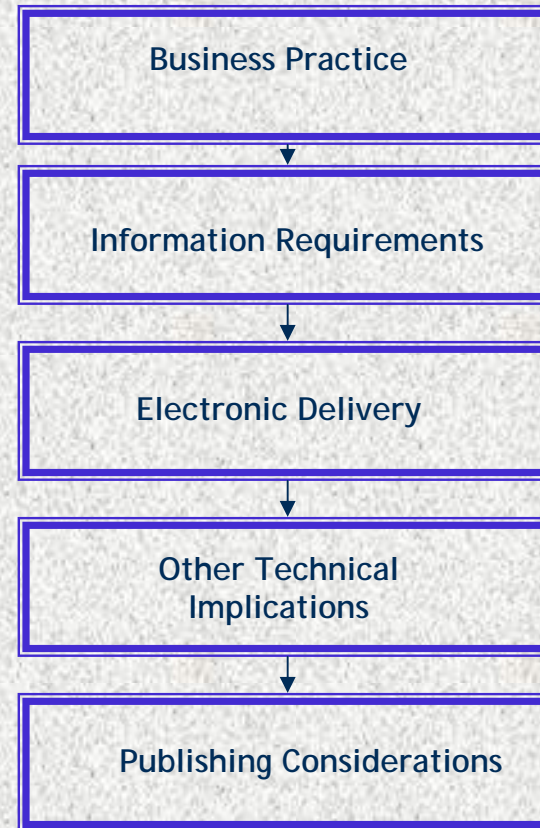 Business Practice
Information Requirements
Electronic Delivery
Other Technical
Implications
Publishing Considerations